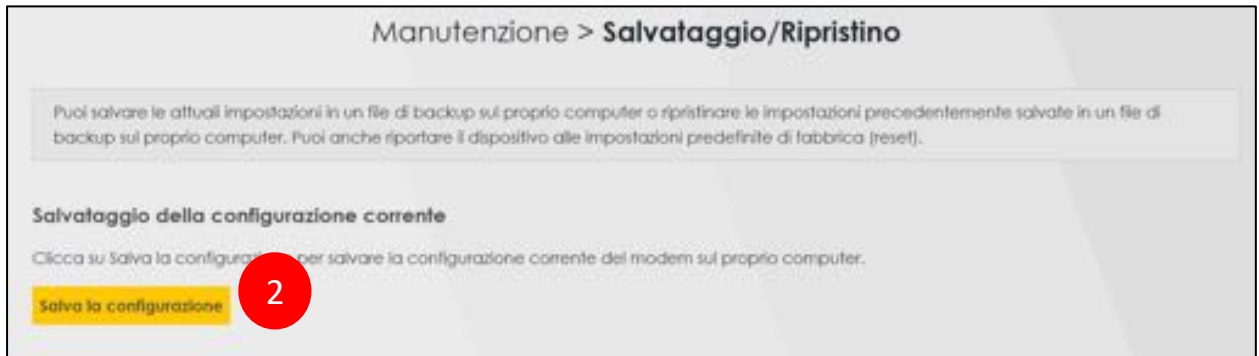 Manutenzione > Salvataggio/Ripristino
Puoi salvare le attuali impostazioni in un file di backup sul proprio computer o ripristinare le impostazioni precedentemente salvate in un file di
backup sul proprio computer. Puoi anche riportare il dispositivo alle impostazioni predefinite di fabbrica (reset).
Salvataggio della configurazione corrente
Clicca su Salva la configurazione per salvare la configurazione corrente del modem sul proprio computer.
Salva la configurazione
2